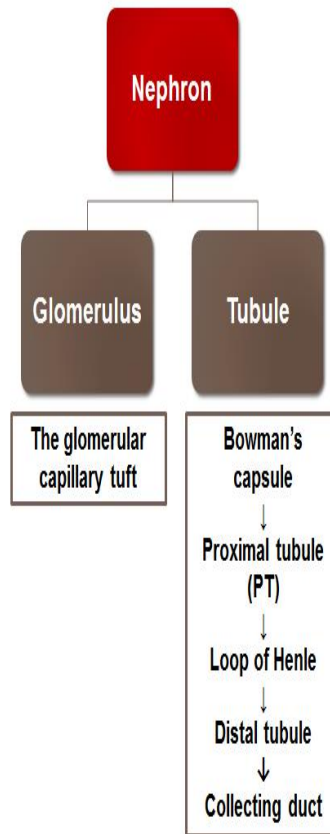 Nephron
Glomerulus
Tubule
The glomerular
capillary tuft
Bowman's
capsule
↓
Proximal tubule
(PT)
↓
Loop of Henle
↓
Distal tubule
↓
Collecting duct